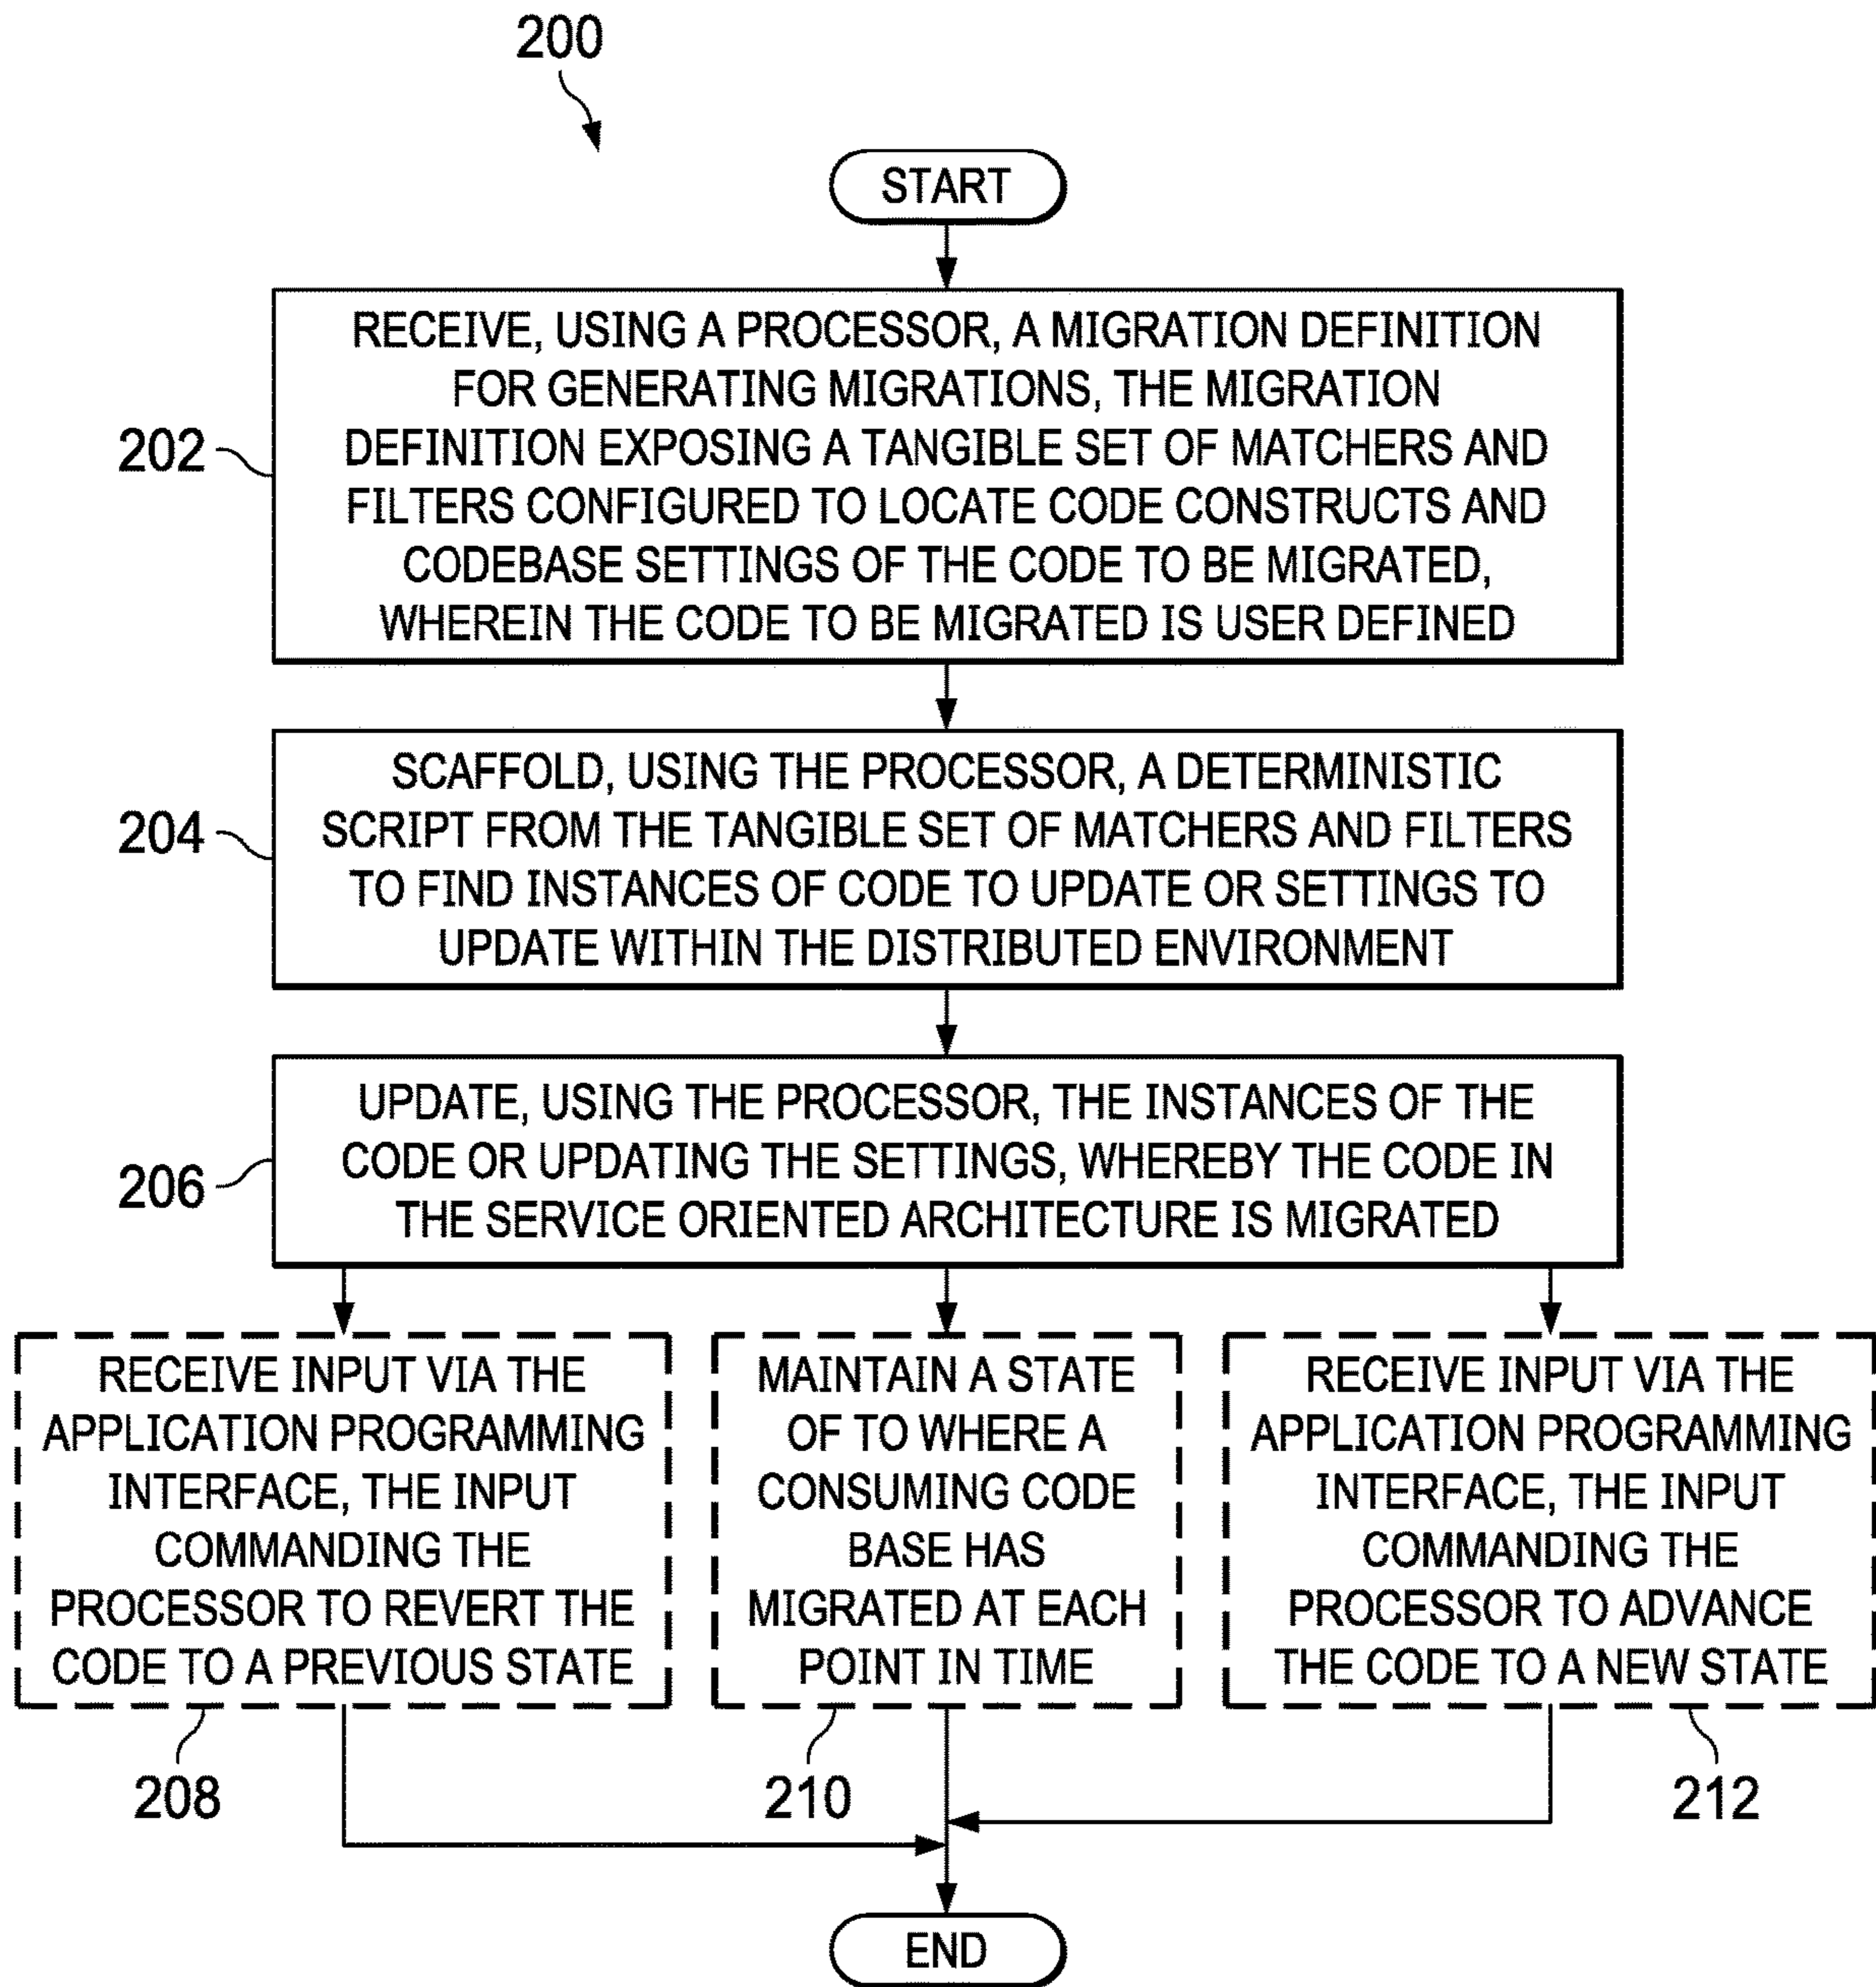 200
START
RECEIVE, USING A PROCESSOR, A MIGRATION DEFINITION
FOR GENERATING MIGRATIONS, THE MIGRATION
DEFINITION EXPOSING A TANGIBLE SET OF MATCHERS AND
FILTERS CONFIGURED TO LOCATE CODE CONSTRUCTS AND
CODEBASE SETTINGS OF THE CODE TO BE MIGRATED,
WHEREIN THE CODE TO BE MIGRATED IS USER DEFINED
202
SCAFFOLD, USING THE PROCESSOR, A DETERMINISTIC
SCRIPT FROM THE TANGIBLE SET OF MATCHERS AND FILTERS
TO FIND INSTANCES OF CODE TO UPDATE OR SETTINGS TO
UPDATE WITHIN THE DISTRIBUTED ENVIRONMENT
204
UPDATE, USING THE PROCESSOR, THE INSTANCES OF THE
CODE OR UPDATING THE SETTINGS, WHEREBY THE CODE IN
THE SERVICE ORIENTED ARCHITECTURE IS MIGRATED
206
RECEIVE INPUT VIA THE
APPLICATION PROGRAMMING
INTERFACE, THE INPUT
COMMANDING THE
PROCESSOR TO REVERT THE
CODE TO A PREVIOUS STATE
208
MAINTAIN A STATE
OF TO WHERE A
CONSUMING CODE
BASE HAS
MIGRATED AT EACH
POINT IN TIME
210
RECEIVE INPUT VIA THE
APPLICATION PROGRAMMING
INTERFACE, THE INPUT
COMMANDING THE
PROCESSOR TO ADVANCE
THE CODE TO A NEW STATE
212
END